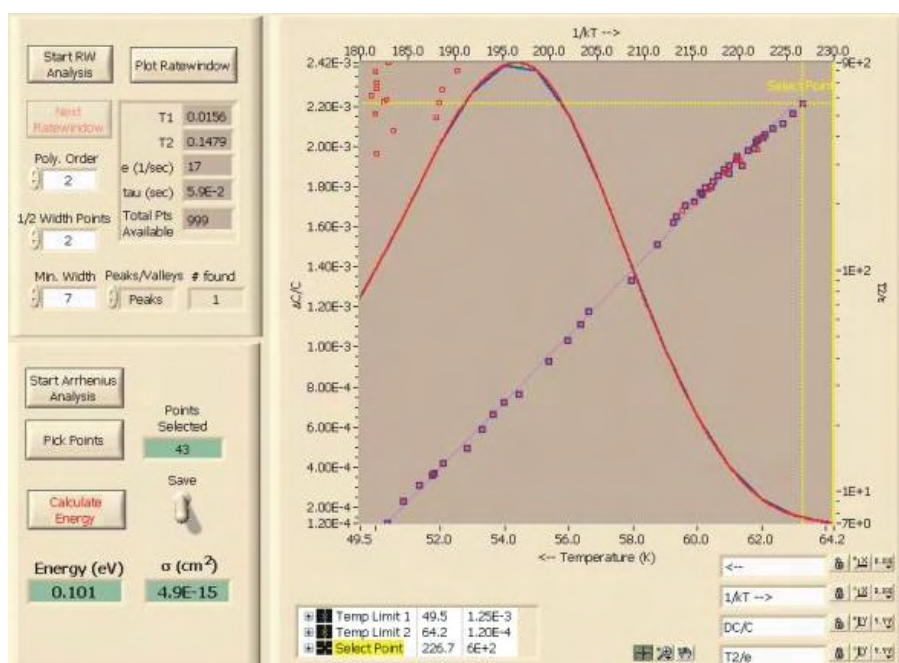 Start RW
Analysis
Plot Ratewindow
Next
Ratewindow
T1 0.0156
T2 0.1479
e (1/sec) 17
tau (sec) 5.9E-2
Total Pts
Available 999
Poly. Order
2
1/2 Width Points
2
Min. Width
7
Peaks/Valleys
Peaks
# found
1
Start Arrhenius
Analysis
Pick Points
Points
Selected
43
Calculate
Energy
Save
Energy (eV)
0.101
σ (cm2)
4.9E-15
1/kT -->
180.0 185.0 190.0 195.0 200.0 205.0 210.0 215.0 220.0 225.0 230.0
2.42E-3
2.20E-3
2.00E-3
1.80E-3
1.60E-3
1.40E-3
1.20E-3
1.00E-3
8.00E-4
6.00E-4
4.00E-4
2.00E-4
1.20E-4
ΔC/C
Select Point
9E+2
1E+2
1E+1
7E+0
T2/e
49.5 52.0 54.0 56.0 58.0 60.0 62.0 64.2
<-- Temperature (K)
Temp Limit 1 49.5 1.25E-3
Temp Limit 2 64.2 1.20E-4
Select Point 226.7 6E+2
<--
1/kT -->
DC/C
T2/e